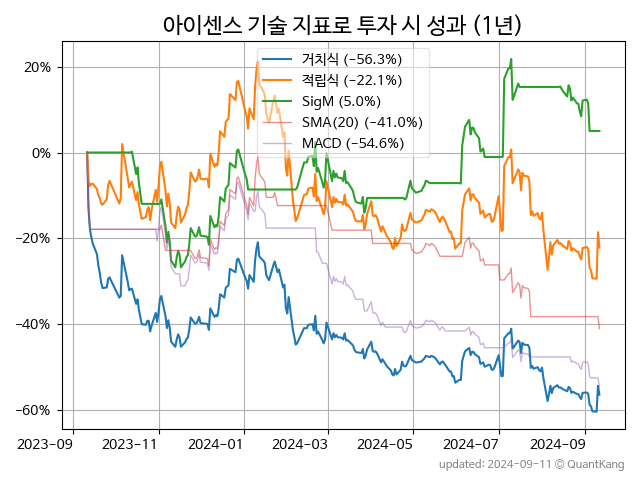 아이센스 기술 지표로 투자 시 성과 (1년)
거치식 (−56.3%)
적립식 (−22.1%)
SigM (5.0%)
SMA(20) (−41.0%)
MACD (−54.6%)
20%
0%
−20%
−40%
−60%
2023-09
2023-11
2024-01
2024-03
2024-05
2024-07
2024-09
updated: 2024-09-11 ⓒ QuantKang